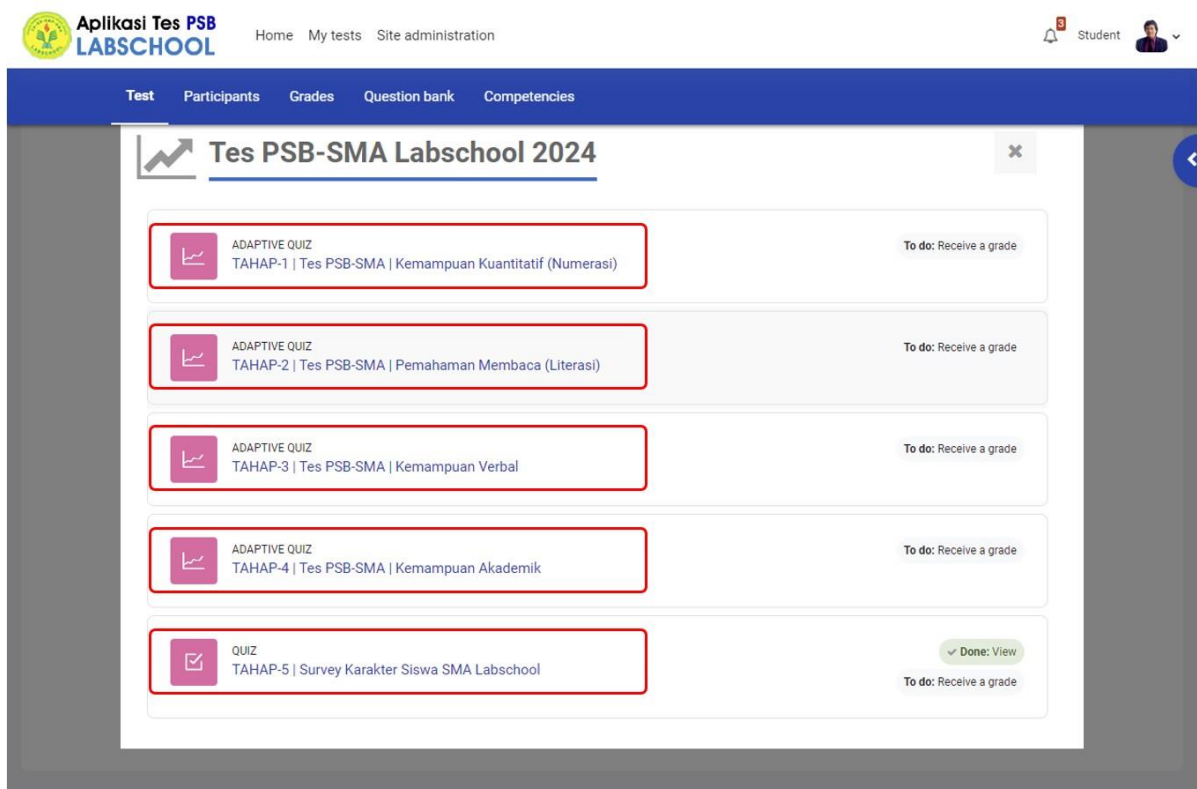 Aplikasi Tes PSB
LABSCHOOL
Home My tests Site administration
3
Student
Test Participants Grades Question bank Competencies
Tes PSB-SMA Labschool 2024
ADAPTIVE QUIZ
TAHAP-1 | Tes PSB-SMA | Kemampuan Kuantitatif (Numerasi)
To do: Receive a grade
ADAPTIVE QUIZ
TAHAP-2 | Tes PSB-SMA | Pemahaman Membaca (Literasi)
To do: Receive a grade
ADAPTIVE QUIZ
TAHAP-3 | Tes PSB-SMA | Kemampuan Verbal
To do: Receive a grade
ADAPTIVE QUIZ
TAHAP-4 | Tes PSB-SMA | Kemampuan Akademik
To do: Receive a grade
QUIZ
TAHAP-5 | Survey Karakter Siswa SMA Labschool
Done: View
To do: Receive a grade